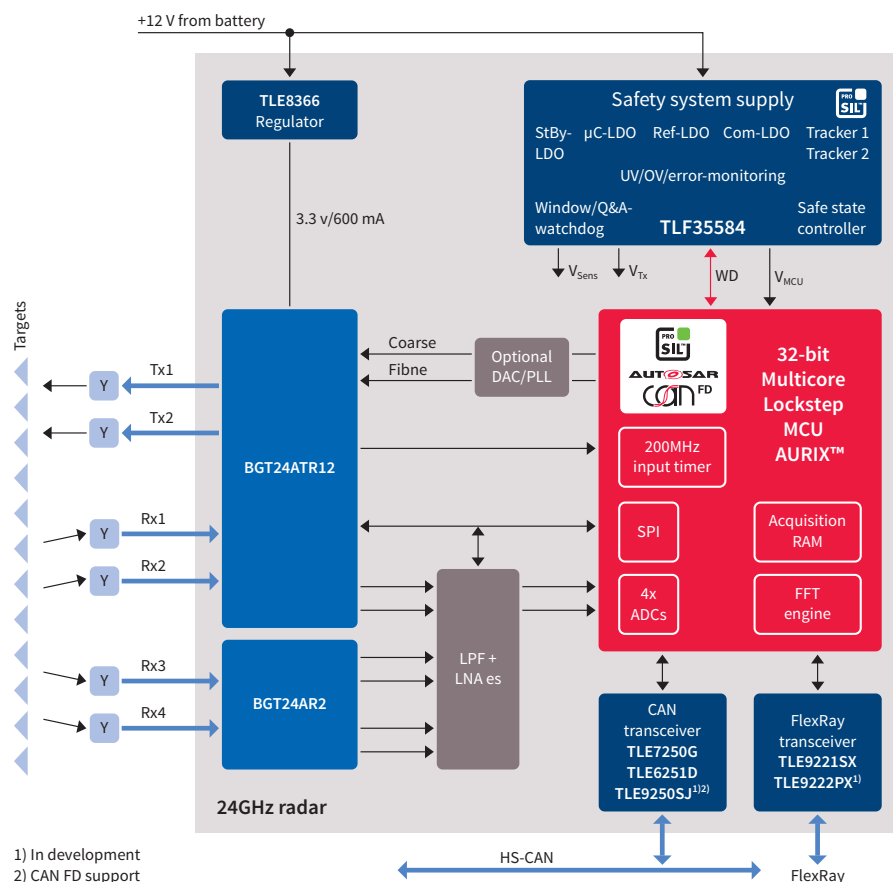 +12 V from battery
TLE8366
Regulator
Safety system supply
PRO
SIL™
StBy-
LDO
µC-LDO
Ref-LDO
Com-LDO
Tracker 1
Tracker 2
UV/OV/error-monitoring
Window/Q&A-
watchdog
TLF35584
Safe state
controller
3.3 v/600 mA
VSens
VTx
WD
VMCU
Targets
Coarse
Fibne
Optional
DAC/PLL
PRO
SIL™
AUTOSAR
CAN FD
32-bit
Multicore
Lockstep
MCU
AURIX™
Y
Tx1
Y
Tx2
BGT24ATR12
200MHz
input timer
Y
Rx1
Y
Rx2
SPI
Acquisition
RAM
4x
ADCs
FFT
engine
LPF +
LNA es
Y
Rx3
Y
Rx4
BGT24AR2
CAN
transceiver
TLE7250G
TLE6251D
TLE9250SJ1)2)
FlexRay
transceiver
TLE9221SX
TLE9222PX1)
24GHz radar
HS-CAN
FlexRay
1) In development
2) CAN FD support